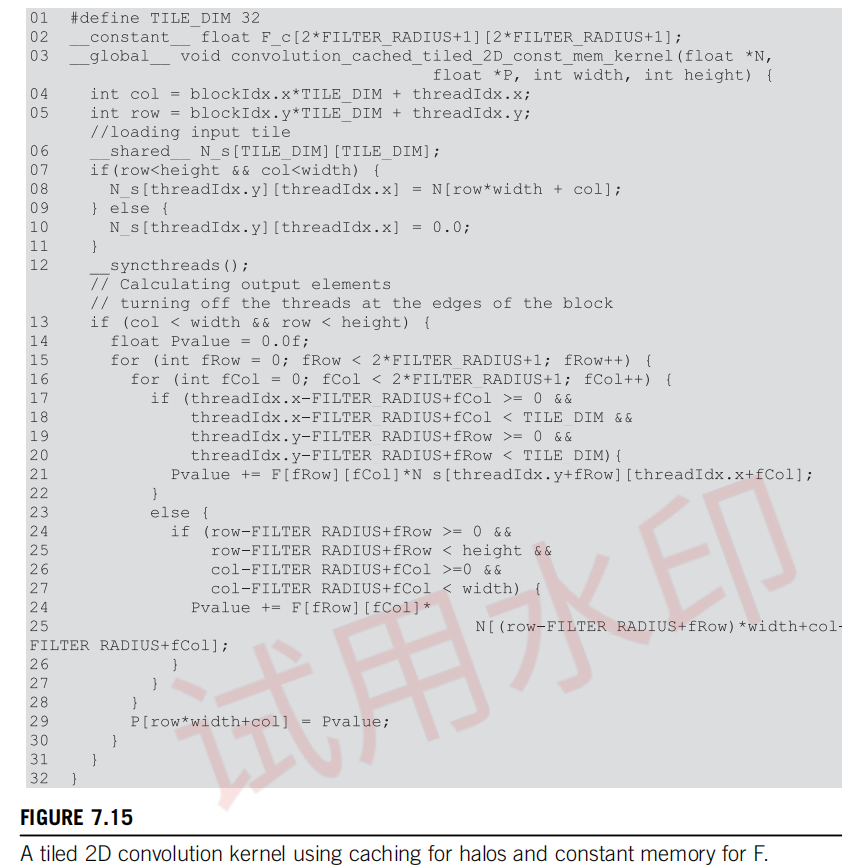 01 #define TILE_DIM 32
02 __constant__ float F_c[2*FILTER_RADIUS+1][2*FILTER_RADIUS+1];
03 __global__ void convolution_cached_tiled_2D_const_mem_kernel(float *N,
float *P, int width, int height) {
04 int col = blockIdx.x*TILE_DIM + threadIdx.x;
05 int row = blockIdx.y*TILE_DIM + threadIdx.y;
//loading input tile
06 __shared__ N_s[TILE_DIM][TILE_DIM];
07 if(row<height && col<width) {
08 N_s[threadIdx.y][threadIdx.x] = N[row*width + col];
09 } else {
10 N_s[threadIdx.y][threadIdx.x] = 0.0;
11 }
12 __syncthreads();
// Calculating output elements
// turning off the threads at the edges of the block
13 if (col < width && row < height) {
14 float Pvalue = 0.0f;
15 for (int fRow = 0; fRow < 2*FILTER_RADIUS+1; fRow++) {
16 for (int fCol = 0; fCol < 2*FILTER_RADIUS+1; fCol++) {
17 if (threadIdx.x-FILTER_RADIUS+fCol >= 0 &&
18 threadIdx.x-FILTER_RADIUS+fCol < TILE_DIM &&
19 threadIdx.y-FILTER_RADIUS+fRow >= 0 &&
20 threadIdx.y-FILTER_RADIUS+fRow < TILE_DIM){
21 Pvalue += F[fRow][fCol]*N_s[threadIdx.y+fRow][threadIdx.x+fCol];
22 }
23 else {
24 if (row-FILTER_RADIUS+fRow >= 0 &&
25 row-FILTER_RADIUS+fRow < height &&
26 col-FILTER_RADIUS+fCol >=0 &&
27 col-FILTER_RADIUS+fCol < width) {
24 Pvalue += F[fRow][fCol]*
25 N[(row-FILTER_RADIUS+fRow)*width+col-
FILTER_RADIUS+fCol];
26 }
27 }
28 }
29 P[row*width+col] = Pvalue;
30 }
31 }
32 }
试用水印
FIGURE 7.15
A tiled 2D convolution kernel using caching for halos and constant memory for F.